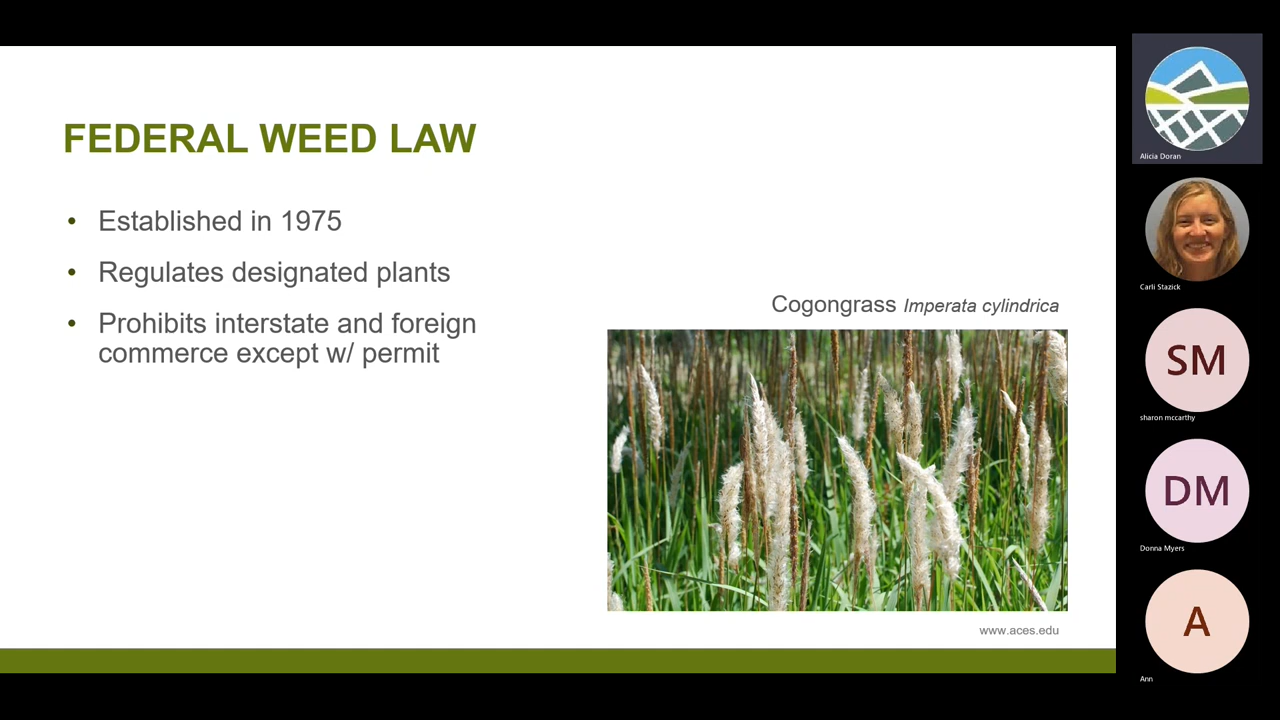 FEDERAL WEED LAW
• Established in 1975
• Regulates designated plants
• Prohibits interstate and foreign
commerce except w/ permit
Cogongrass Imperata cylindrica
www.aces.edu
Alicia Doran
Carli Stazick
SM
sharon mccarthy
DM
Donna Myers
A
Ann